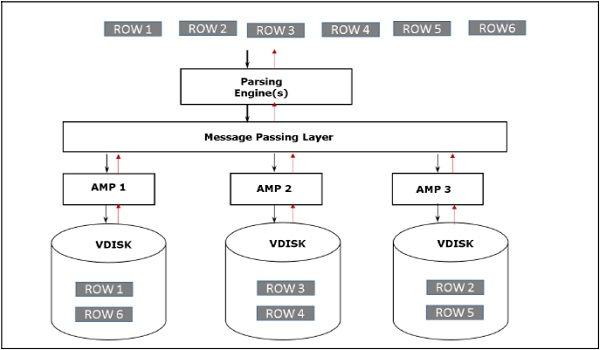 ROW 1 ROW 2 ROW 3 ROW 4 ROW 5 ROW6
Parsing
Engine(s)
Message Passing Layer
AMP 1 AMP 2 AMP 3
VDISK VDISK VDISK
ROW 1 ROW 3 ROW 2
ROW 6 ROW 4 ROW 5